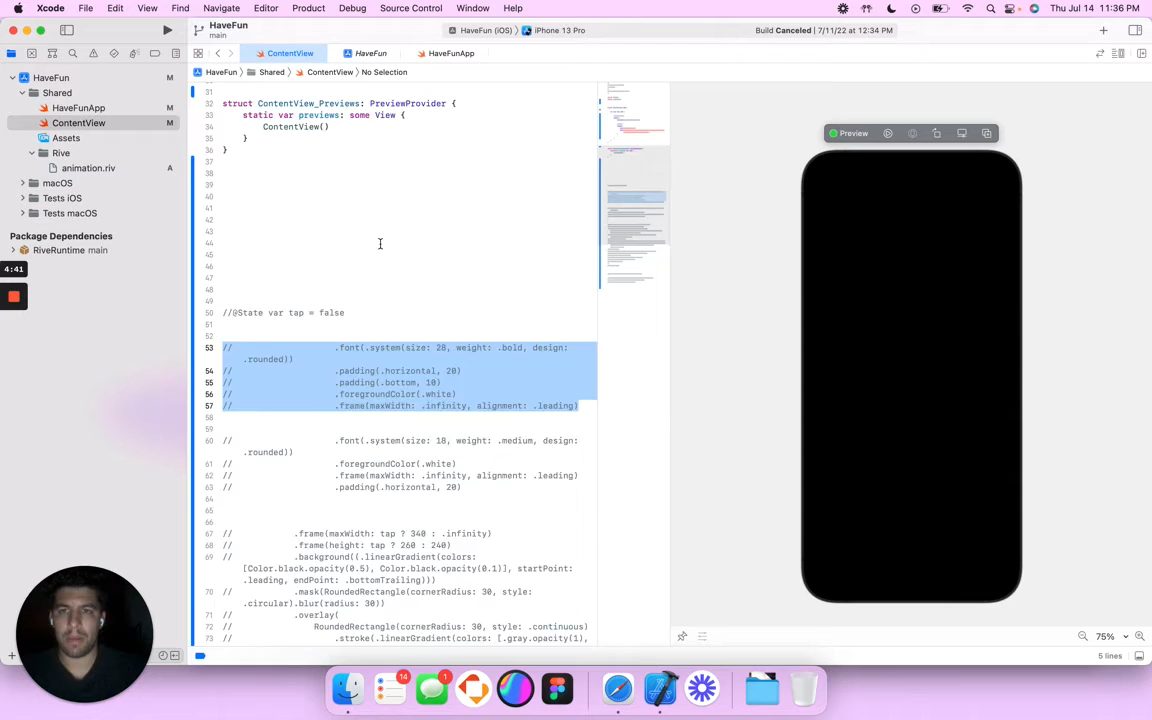 Xcode File Edit View Find Navigate Editor Product Debug Source Control Window Help Thu Jul 14 11:36 PM
HaveFun
main
HaveFun (iOS) 〉 iPhone 13 Pro
Build Canceled | 7/11/22 at 12:34 PM
ContentView
HaveFun
HaveFunApp
HaveFun 〉 Shared 〉 ContentView 〉 No Selection
HaveFun M
Shared
HaveFunApp M
ContentView M
Assets
Rive
animation.riv A
macOS
Tests iOS
Tests macOS
Package Dependencies
RiveRuntime main
4:41
31
32 struct ContentView_Previews: PreviewProvider {
33 static var previews: some View {
34 ContentView()
35 }
36 }
37
38
39
40
41
42
43
44
45
46
47
48
49
50 //@State var tap = false
51
52
53 // .font(.system(size: 28, weight: .bold, design:
.rounded))
54 // .padding(.horizontal, 20)
55 // .padding(.bottom, 10)
56 // .foregroundColor(.white)
57 // .frame(maxWidth: .infinity, alignment: .leading)
58
59
60 // .font(.system(size: 18, weight: .medium, design:
.rounded))
61 // .foregroundColor(.white)
62 // .frame(maxWidth: .infinity, alignment: .leading)
63 // .padding(.horizontal, 20)
64
65
66
67 // .frame(maxWidth: tap ? 340 : .infinity)
68 // .frame(height: tap ? 260 : 240)
69 // .background((.linearGradient(colors:
[Color.black.opacity(0.5), Color.black.opacity(0.1)], startPoint:
.leading, endPoint: .bottomTrailing)))
70 // .mask(RoundedRectangle(cornerRadius: 30, style:
.circular).blur(radius: 30))
71 // .overlay(
72 // RoundedRectangle(cornerRadius: 30, style: .continuous)
73 // .stroke(.linearGradient(colors: [.gray.opacity(1),
Preview
75%
5 lines
14
1